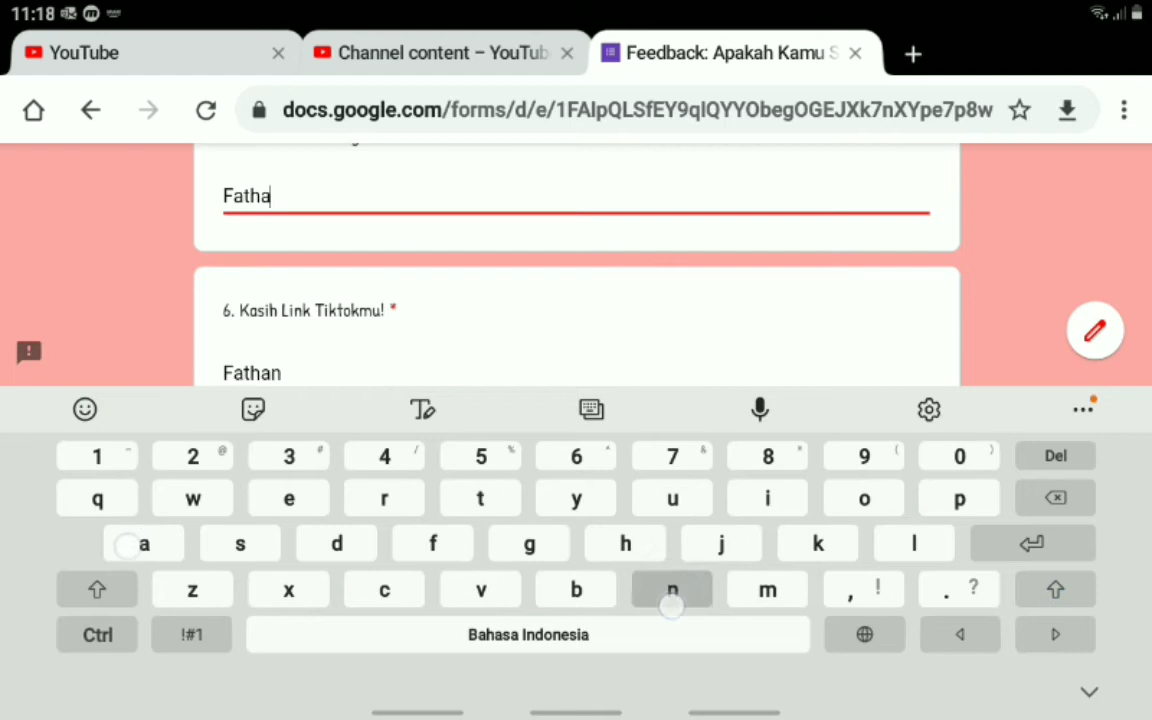 11:18
YouTube
Channel content – YouTub
Feedback: Apakah Kamu S
docs.google.com/forms/d/e/1FAIpQLSfEY9qlQYYObegOGEJXk7nXYpe7p8w
Fatha
6. Kasih Link Tiktokmu! *
Fathan
1 2 @ 3 # 4 / 5 % 6 ^ 7 & 8 * 9 ( 0 ) Del
q w e r t y u i o p
a s d f g h j k l
z x c v b n m , ! . ?
Ctrl !#1 Bahasa Indonesia